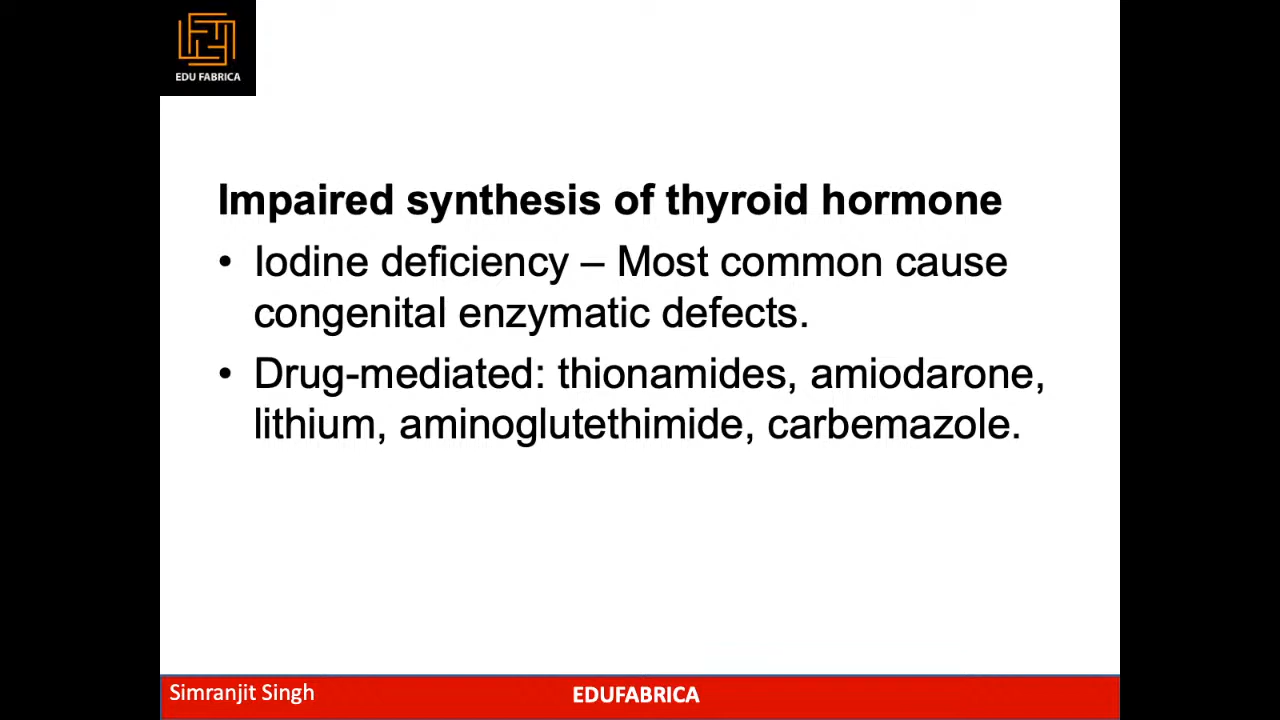 EDU FABRICA
Impaired synthesis of thyroid hormone
• Iodine deficiency – Most common cause
congenital enzymatic defects.
• Drug-mediated: thionamides, amiodarone,
lithium, aminoglutethimide, carbemazole.
Simranjit Singh
EDUFABRICA